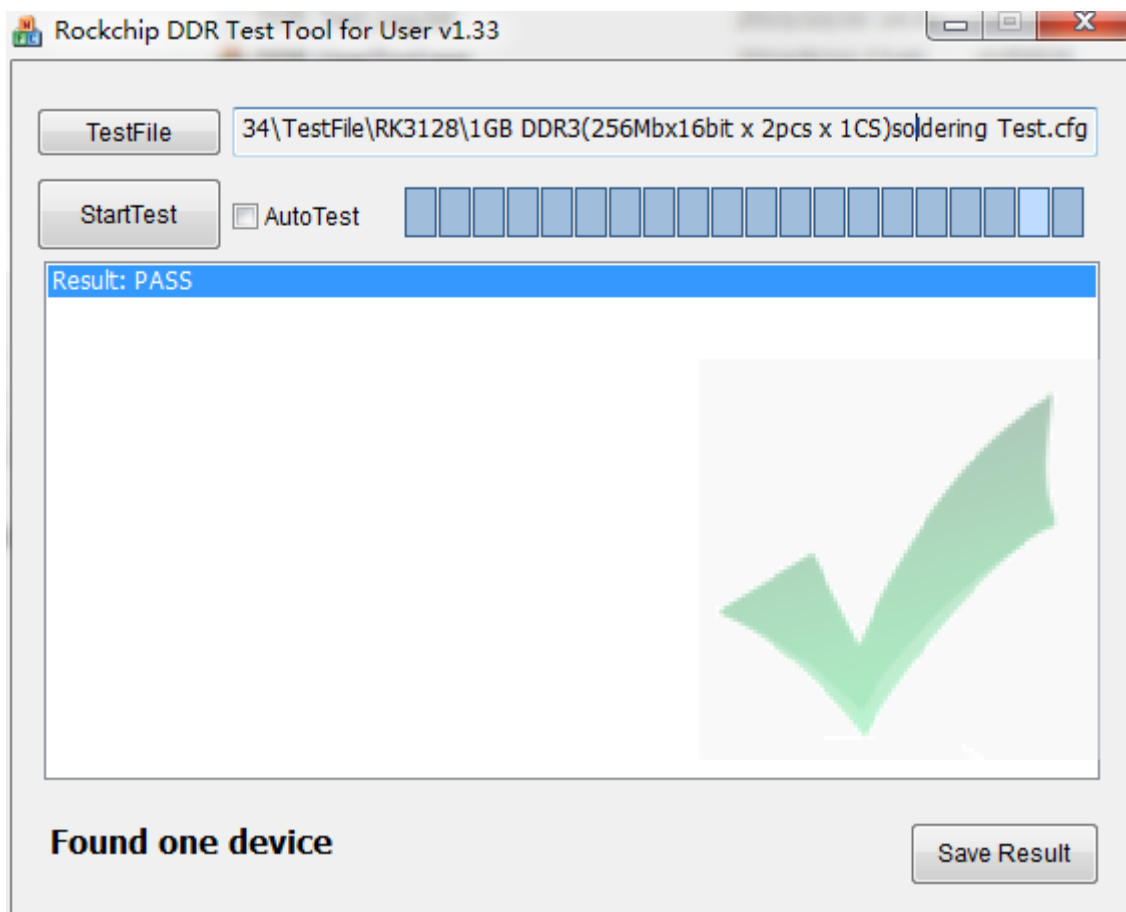 Rockchip DDR Test Tool for User v1.33
TestFile
34\TestFile\RK3128\1GB DDR3(256Mbx16bit x 2pcs x 1CS)soldering Test.cfg
StartTest
AutoTest
Result: PASS
Found one device
Save Result